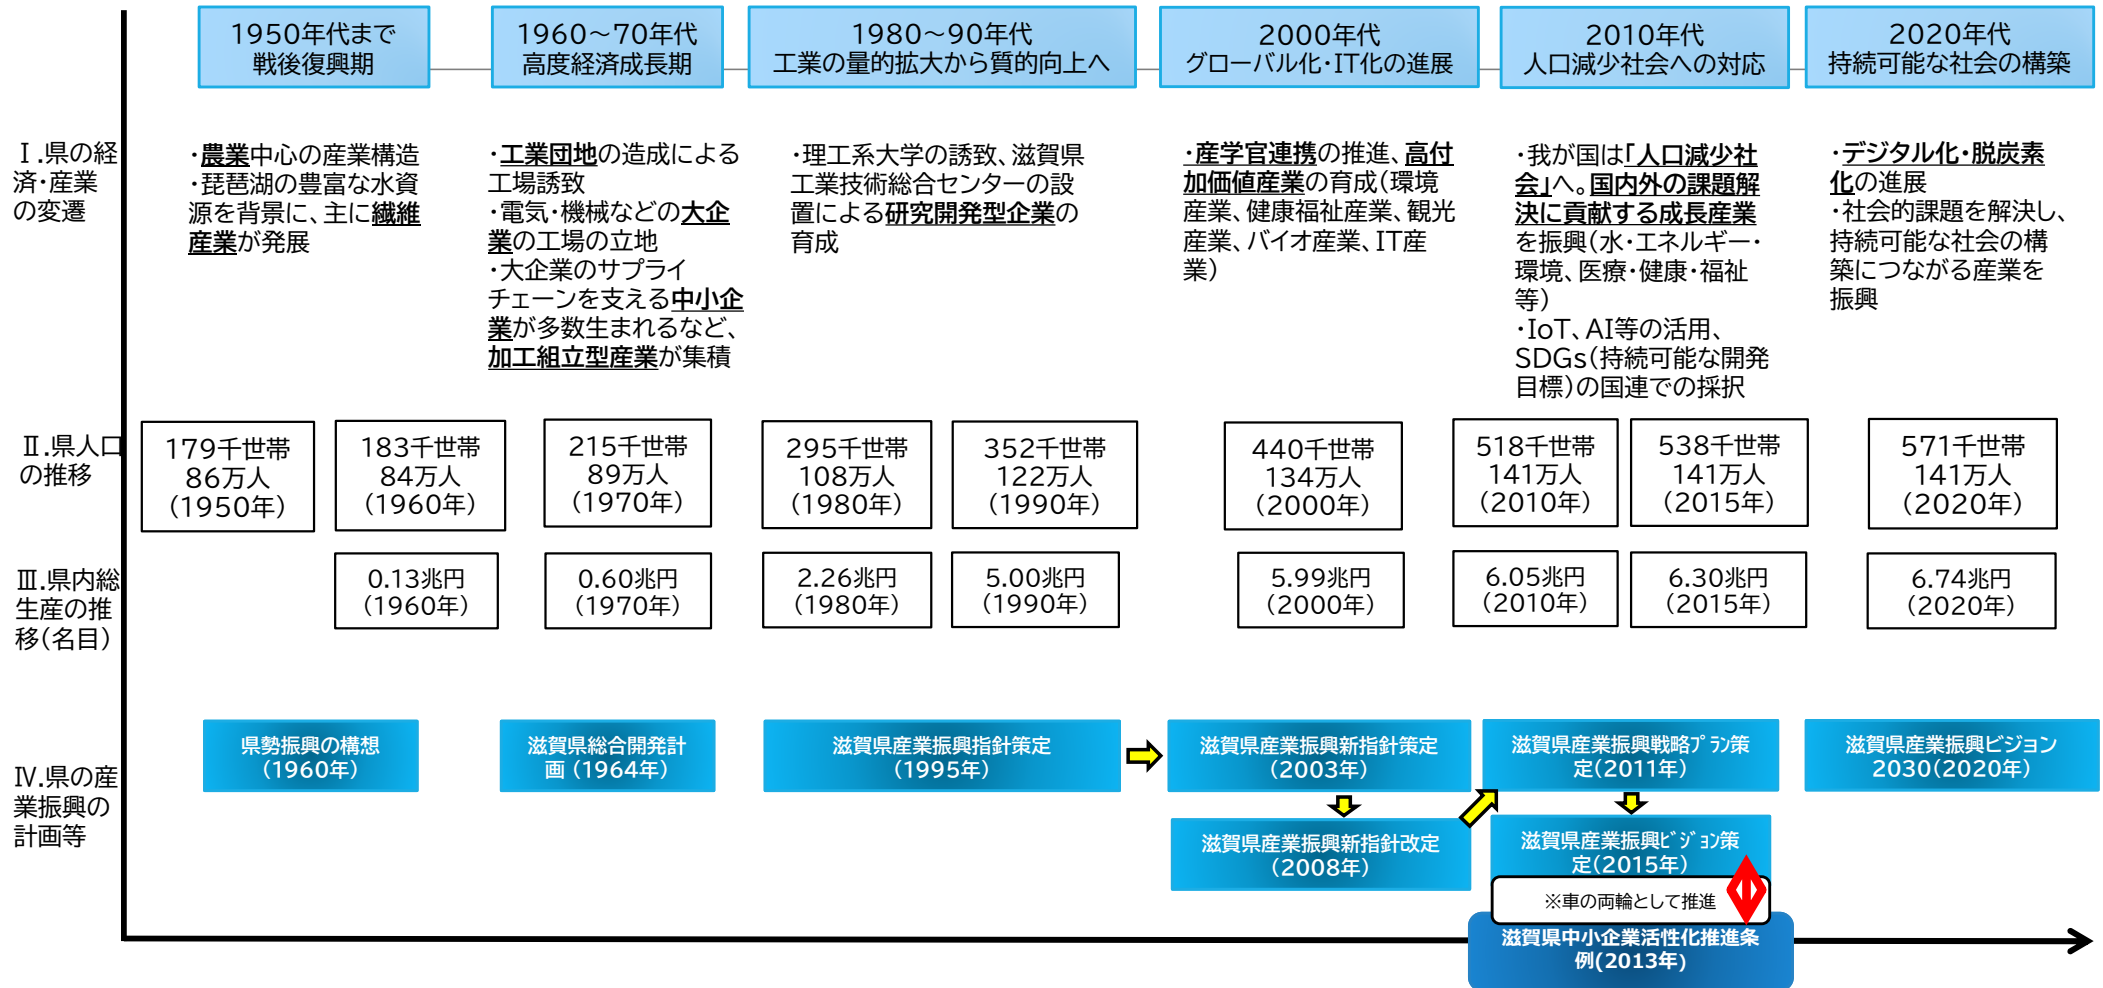 1950年代まで
戦後復興期
1960～70年代
高度経済成長期
1980～90年代
工業の量的拡大から質的向上へ
2000年代
グローバル化・IT化の進展
2010年代
人口減少社会への対応
2020年代
持続可能な社会の構築
Ⅰ.県の経
済・産業
の変遷
・農業中心の産業構造
・琵琶湖の豊富な水資
源を背景に、主に繊維
産業が発展
・工業団地の造成による
工場誘致
・電気・機械などの大企
業の工場の立地
・大企業のサプライ
チェーンを支える中小企
業が多数生まれるなど、
加工組立型産業が集積
・理工系大学の誘致、滋賀県
工業技術総合センターの設
置による研究開発型企業の
育成
・産学官連携の推進、高付
加価値産業の育成（環境
産業、健康福祉産業、観光
産業、バイオ産業、IT産
業）
・我が国は「人口減少社
会」へ。国内外の課題解
決に貢献する成長産業
を振興（水・エネルギー・
環境、医療・健康・福祉
等）
・IoT、AI等の活用、
SDGs（持続可能な開発
目標）の国連での採択
・デジタル化・脱炭素
化の進展
・社会的課題を解決し、
持続可能な社会の構
築につながる産業を
振興
Ⅱ.県人口
の推移
179千世帯
86万人
（1950年）
183千世帯
84万人
（1960年）
215千世帯
89万人
（1970年）
295千世帯
108万人
（1980年）
352千世帯
122万人
（1990年）
440千世帯
134万人
（2000年）
518千世帯
141万人
（2010年）
538千世帯
141万人
（2015年）
571千世帯
141万人
（2020年）
Ⅲ.県内総
生産の推
移（名目）
0.13兆円
（1960年）
0.60兆円
（1970年）
2.26兆円
（1980年）
5.00兆円
（1990年）
5.99兆円
（2000年）
6.05兆円
（2010年）
6.30兆円
（2015年）
6.74兆円
（2020年）
Ⅳ.県の産
業振興の
計画等
県勢振興の構想
（1960年）
滋賀県総合開発計
画（1964年）
滋賀県産業振興指針策定
（1995年）
滋賀県産業振興新指針策定
（2003年）
滋賀県産業振興新指針改定
（2008年）
滋賀県産業振興戦略ﾌﾟﾗﾝ策
定（2011年）
滋賀県産業振興ﾋﾞｼﾞｮﾝ策
定（2015年）
※車の両輪として推進
滋賀県中小企業活性化推進条
例(2013年)
滋賀県産業振興ビジョン
2030（2020年）